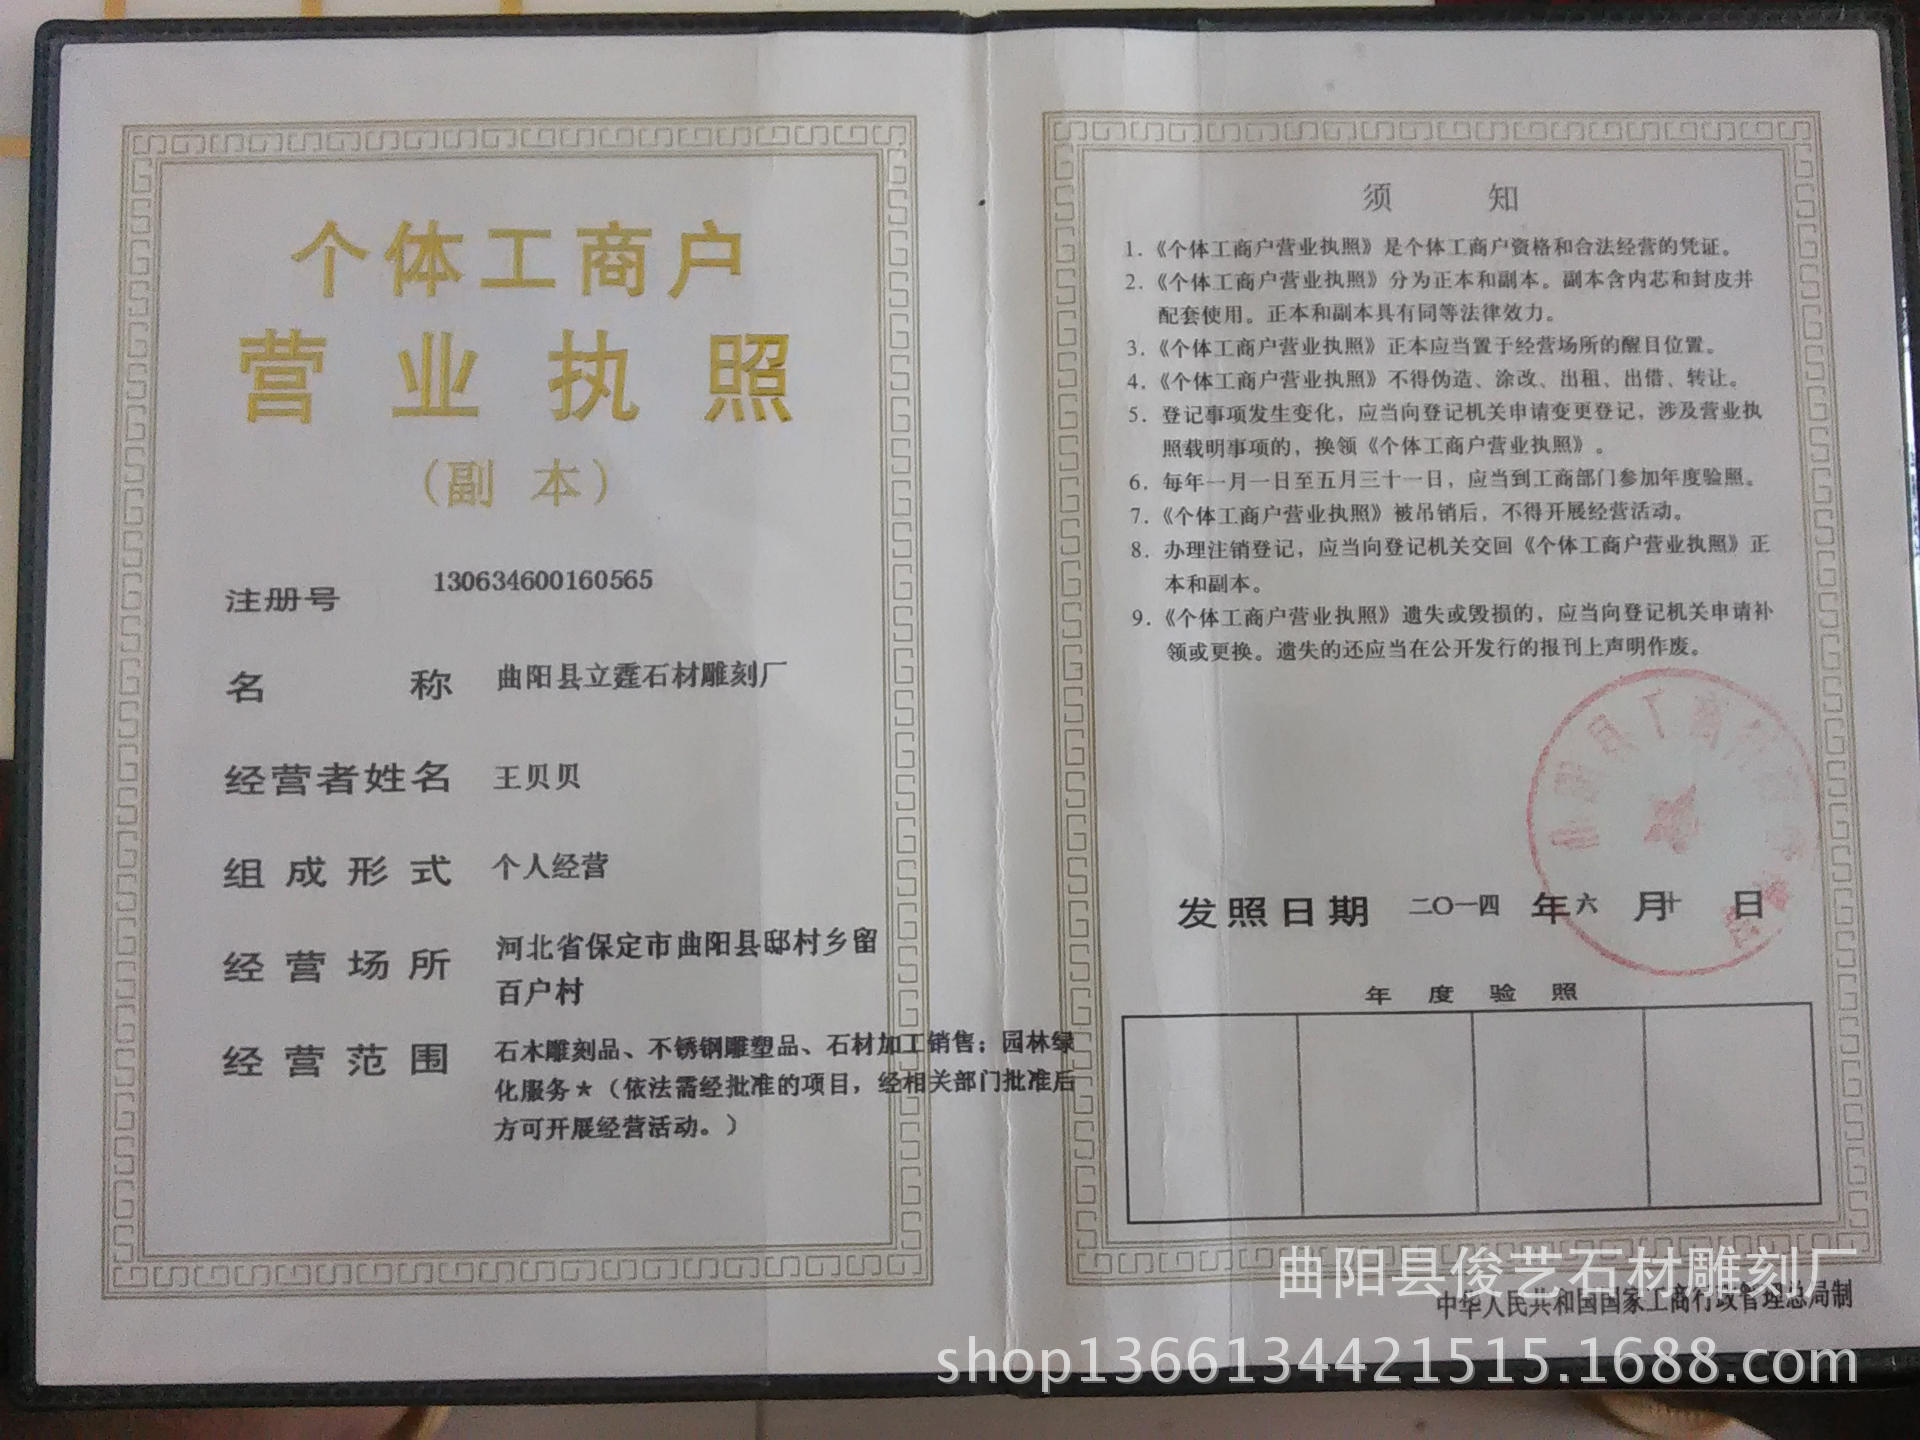 个体工商户
营业执照
（副 本）
注册号 130634600160565
名 称 曲阳县立霆石材雕刻厂
经营者姓名 王贝贝
组成形式 个人经营
经营场所 河北省保定市曲阳县邸村乡留
百户村
经营范围 石木雕刻品、不锈钢雕塑品、石材加工销售；园林绿
化服务★（依法需经批准的项目，经相关部门批准后
方可开展经营活动。）
须 知
1.《个体工商户营业执照》是个体工商户资格和合法经营的凭证。
2.《个体工商户营业执照》分为正本和副本。副本含内芯和封皮并
配套使用。正本和副本具有同等法律效力。
3.《个体工商户营业执照》正本应当置于经营场所的醒目位置。
4.《个体工商户营业执照》不得伪造、涂改、出租、出借、转让。
5. 登记事项发生变化，应当向登记机关申请变更登记，涉及营业执
照载明事项的，换领《个体工商户营业执照》。
6. 每年一月一日至五月三十一日，应当到工商部门参加年度验照。
7.《个体工商户营业执照》被吊销后，不得开展经营活动。
8. 办理注销登记，应当向登记机关交回《个体工商户营业执照》正
本和副本。
9.《个体工商户营业执照》遗失或毁损的，应当向登记机关申请补
领或更换。遗失的还应当在公开发行的报刊上声明作废。
发照日期 二〇一四 年 六 月 十 日
年度验照
曲阳县俊艺石材雕刻厂
中华人民共和国国家工商行政管理总局制
shop1366134421515.1688.com